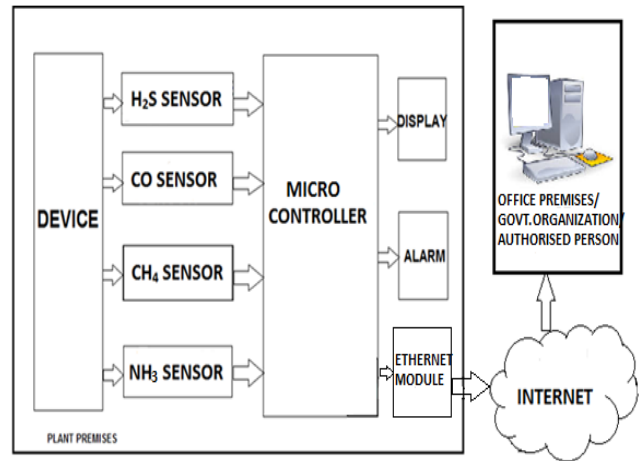 DEVICE
H₂S SENSOR
CO SENSOR
CH₄ SENSOR
NH₃ SENSOR
MICRO
CONTROLLER
DISPLAY
ALARM
ETHERNET
MODULE
PLANT PREMISES
INTERNET
OFFICE PREMISES/
GOVT.ORGANIZATION/
AUTHORISED PERSON